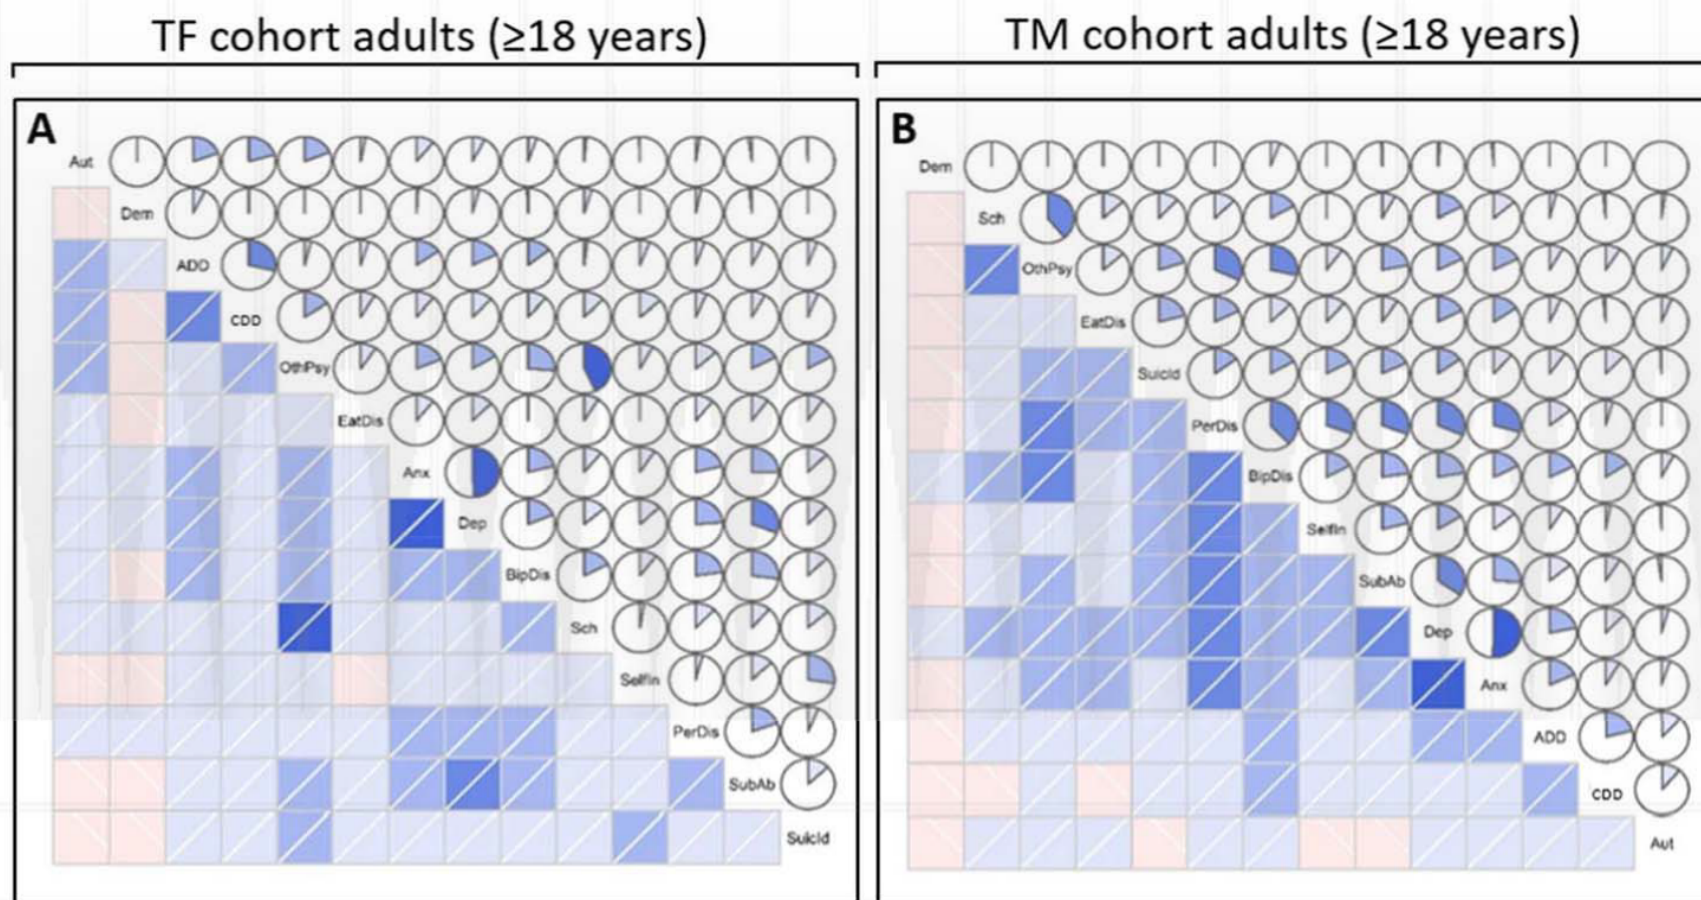 TF cohort adults (≥18 years)
TM cohort adults (≥18 years)
A
Aut
Dem
ADD
CDD
OthPsy
EatDis
Anx
Dep
BipDis
Sch
SelfIn
PerDis
SubAb
SuicId
B
Dem
Sch
OthPsy
EatDis
SuicId
PerDis
BipDis
SelfIn
SubAb
Dep
Anx
ADD
CDD
Aut